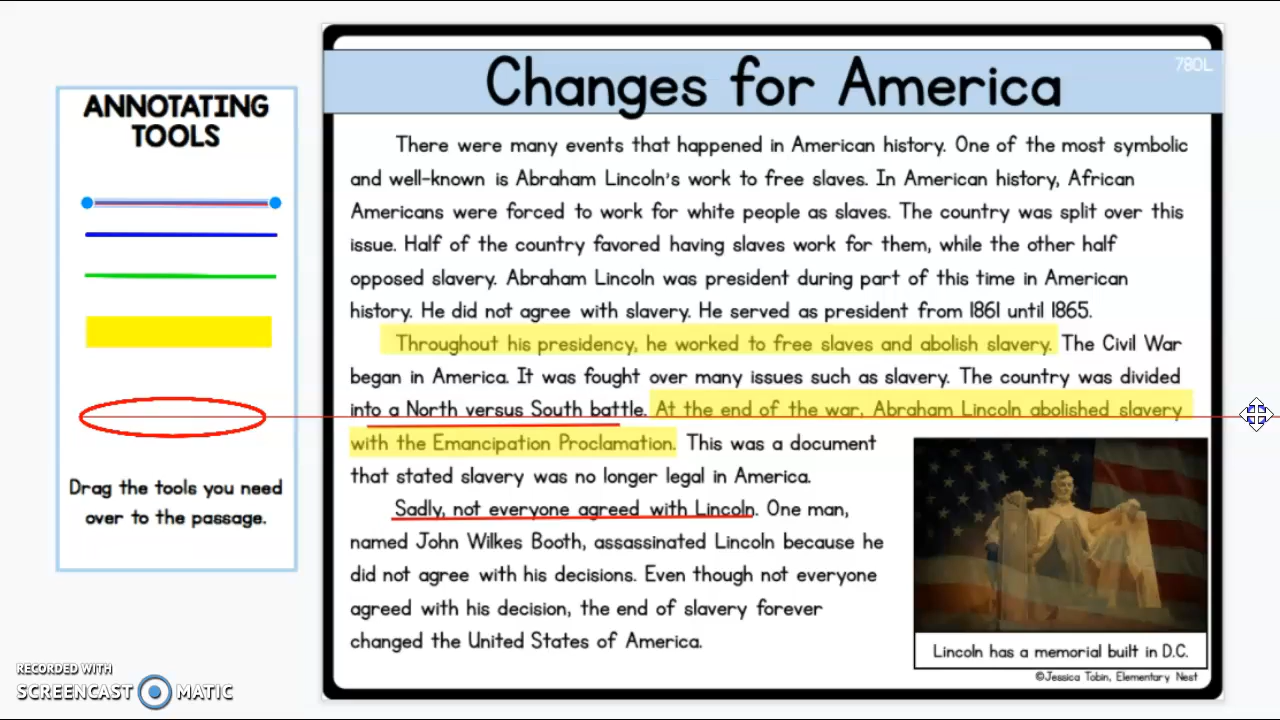 ANNOTATING
TOOLS
Drag the tools you need
over to the passage.
Changes for America
780L
There were many events that happened in American history. One of the most symbolic
and well-known is Abraham Lincoln's work to free slaves. In American history, African
Americans were forced to work for white people as slaves. The country was split over this
issue. Half of the country favored having slaves work for them, while the other half
opposed slavery. Abraham Lincoln was president during part of this time in American
history. He did not agree with slavery. He served as president from 1861 until 1865.
Throughout his presidency, he worked to free slaves and abolish slavery. The Civil War
began in America. It was fought over many issues such as slavery. The country was divided
into a North versus South battle. At the end of the war, Abraham Lincoln abolished slavery
with the Emancipation Proclamation. This was a document
that stated slavery was no longer legal in America.
Sadly, not everyone agreed with Lincoln. One man,
named John Wilkes Booth, assassinated Lincoln because he
did not agree with his decisions. Even though not everyone
agreed with his decision, the end of slavery forever
changed the United States of America.
Lincoln has a memorial built in D.C.
©Jessica Tobin, Elementary Nest
RECORDED WITH
SCREENCAST MATIC